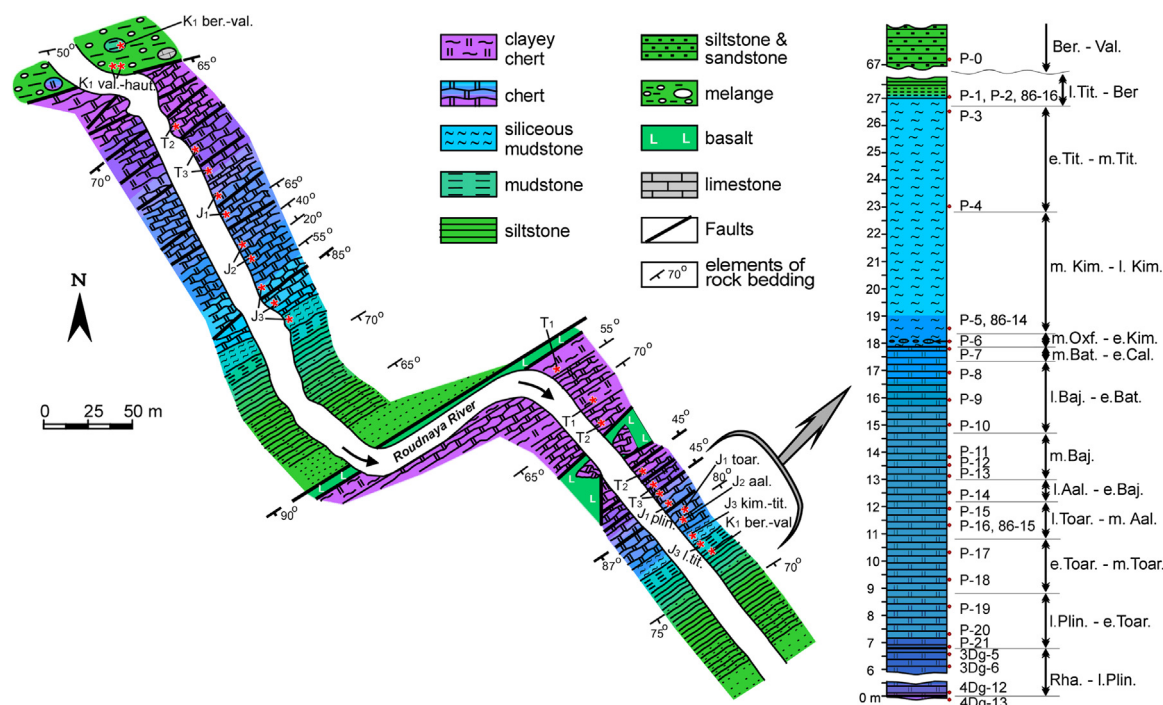 K1 ber.-val.
50°
K1 val.-haut.
65°
T2
T3
70°
J1
65°
40°
20°
55°
85°
J2
J3
70°
65°
N
0 25 50 m
Roudnaya River
90°
L L
T1
55°
70°
L L
T1
T2
45°
L L
65°
L
L
45°
J1 toar.
80°
J2 aal.
T2
T3
J3 kim.-tit.
J1 plin.
K1 ber.-val.
J3 l.tit.
87°
70°
75°
clayey
chert
chert
siliceous
mudstone
mudstone
siltstone
siltstone &
sandstone
melange
L L
basalt
limestone
Faults
70°
elements of
rock bedding
67
27
26
25
24
23
22
21
20
19
18
17
16
15
14
13
12
11
10
9
8
7
6
0 m
P-0
P-1, P-2, 86-16
P-3
P-4
P-5, 86-14
P-6
P-7
P-8
P-9
P-10
P-11
P-12
P-13
P-14
P-15
P-16, 86-15
P-17
P-18
P-19
P-20
P-21
3Dg-5
3Dg-6
4Dg-12
4Dg-13
Ber. - Val.
l.Tit. - Ber
e.Tit. - m.Tit.
m. Kim. - l. Kim.
m.Oxf. - e.Kim.
m.Bat. - e.Cal.
l.Baj. - e.Bat.
m.Baj.
l.Aal. - e.Baj.
l.Toar. - m. Aal.
e.Toar. - m.Toar.
l.Plin. - e.Toar.
Rha. - l.Plin.